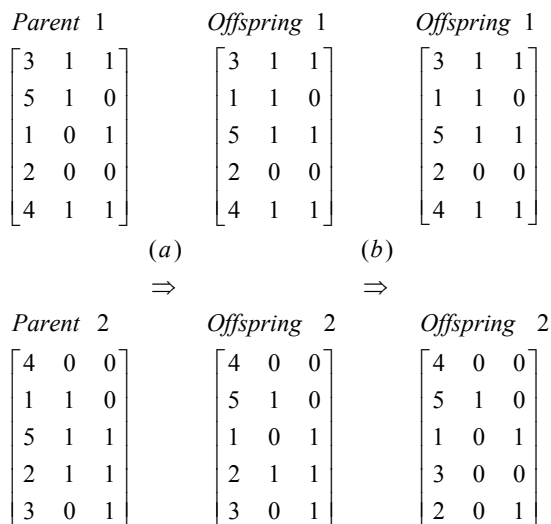 Parent 1 Offspring 1 Offspring 1
3 1 1 3 1 1 3 1 1
5 1 0 1 1 0 1 1 0
1 0 1 5 1 1 5 1 1
2 0 0 2 0 0 2 0 0
4 1 1 4 1 1 4 1 1
(a) (b)
⇒ ⇒
Parent 2 Offspring 2 Offspring 2
4 0 0 4 0 0 4 0 0
1 1 0 5 1 0 5 1 0
5 1 1 1 0 1 1 0 1
2 1 1 2 1 1 3 0 0
3 0 1 3 0 1 2 0 1